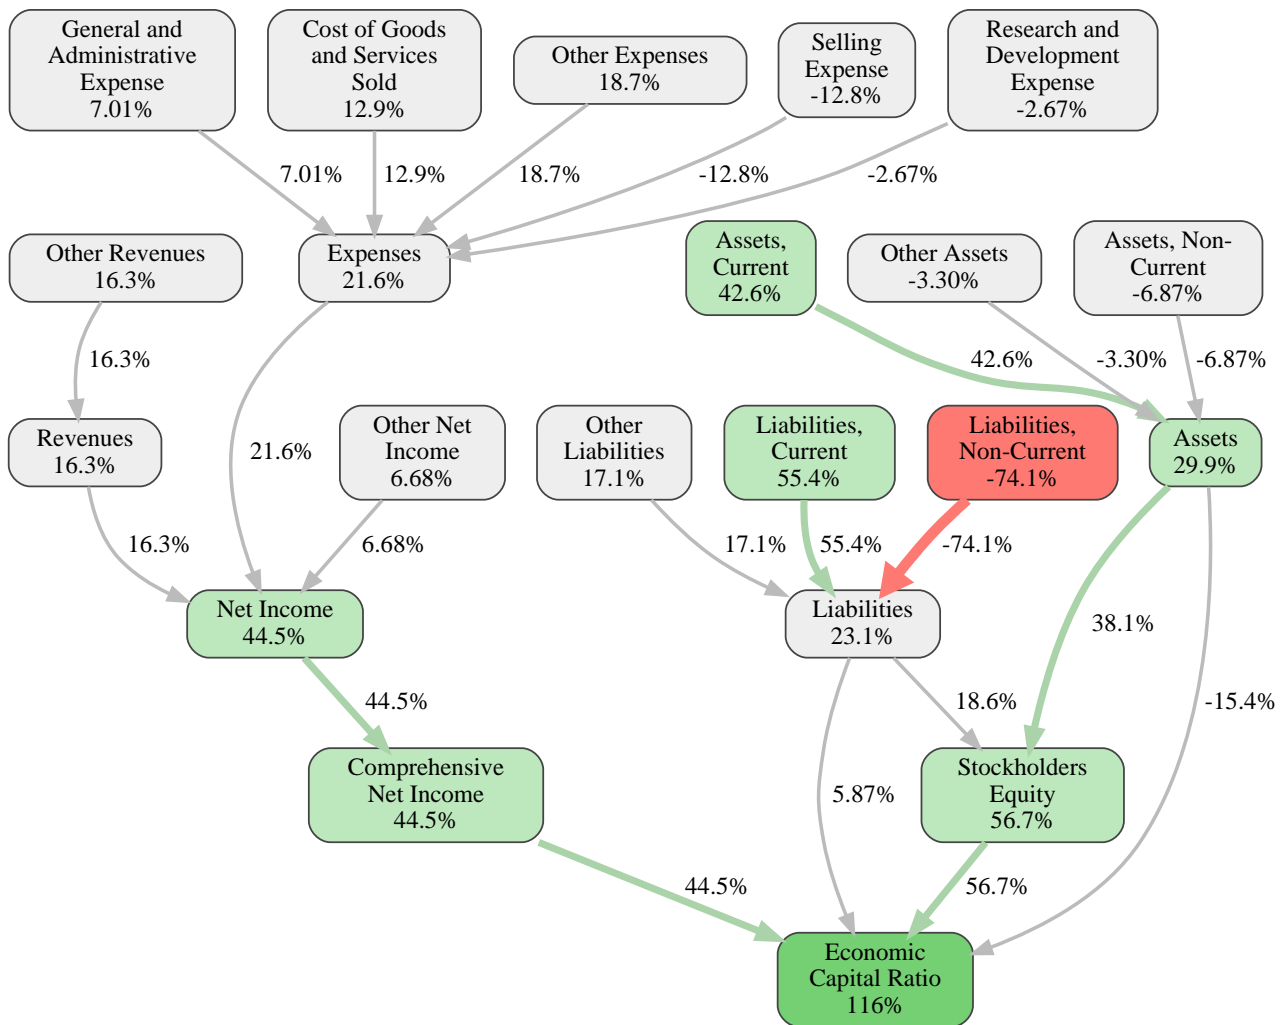 General and
Administrative
Expense
7.01%
Cost of Goods
and Services
Sold
12.9%
Other Expenses
18.7%
Selling
Expense
-12.8%
Research and
Development
Expense
-2.67%
7.01%
12.9%
18.7%
-12.8%
-2.67%
Other Revenues
16.3%
Expenses
21.6%
Assets,
Current
42.6%
Other Assets
-3.30%
Assets, Non-
Current
-6.87%
16.3%
42.6%
-3.30%
-6.87%
Revenues
16.3%
21.6%
Other Net
Income
6.68%
Other
Liabilities
17.1%
Liabilities,
Current
55.4%
Liabilities,
Non-Current
-74.1%
Assets
29.9%
16.3%
6.68%
17.1%
55.4%
-74.1%
Net Income
44.5%
Liabilities
23.1%
38.1%
44.5%
18.6%
-15.4%
Comprehensive
Net Income
44.5%
5.87%
Stockholders
Equity
56.7%
44.5%
56.7%
Economic
Capital Ratio
116%